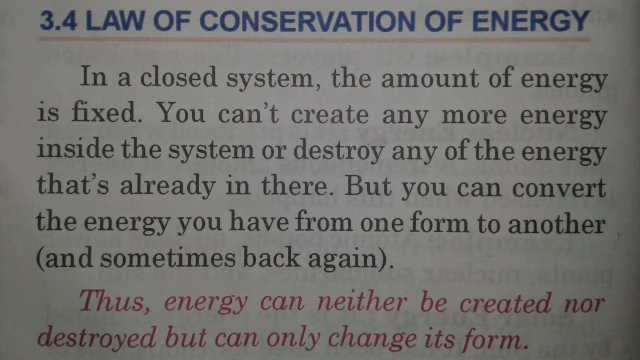 3.4 LAW OF CONSERVATION OF ENERGY
In a closed system, the amount of energy
is fixed. You can't create any more energy
inside the system or destroy any of the energy
that's already in there. But you can convert
the energy you have from one form to another
(and sometimes back again).
Thus, energy can neither be created nor
destroyed but can only change its form.